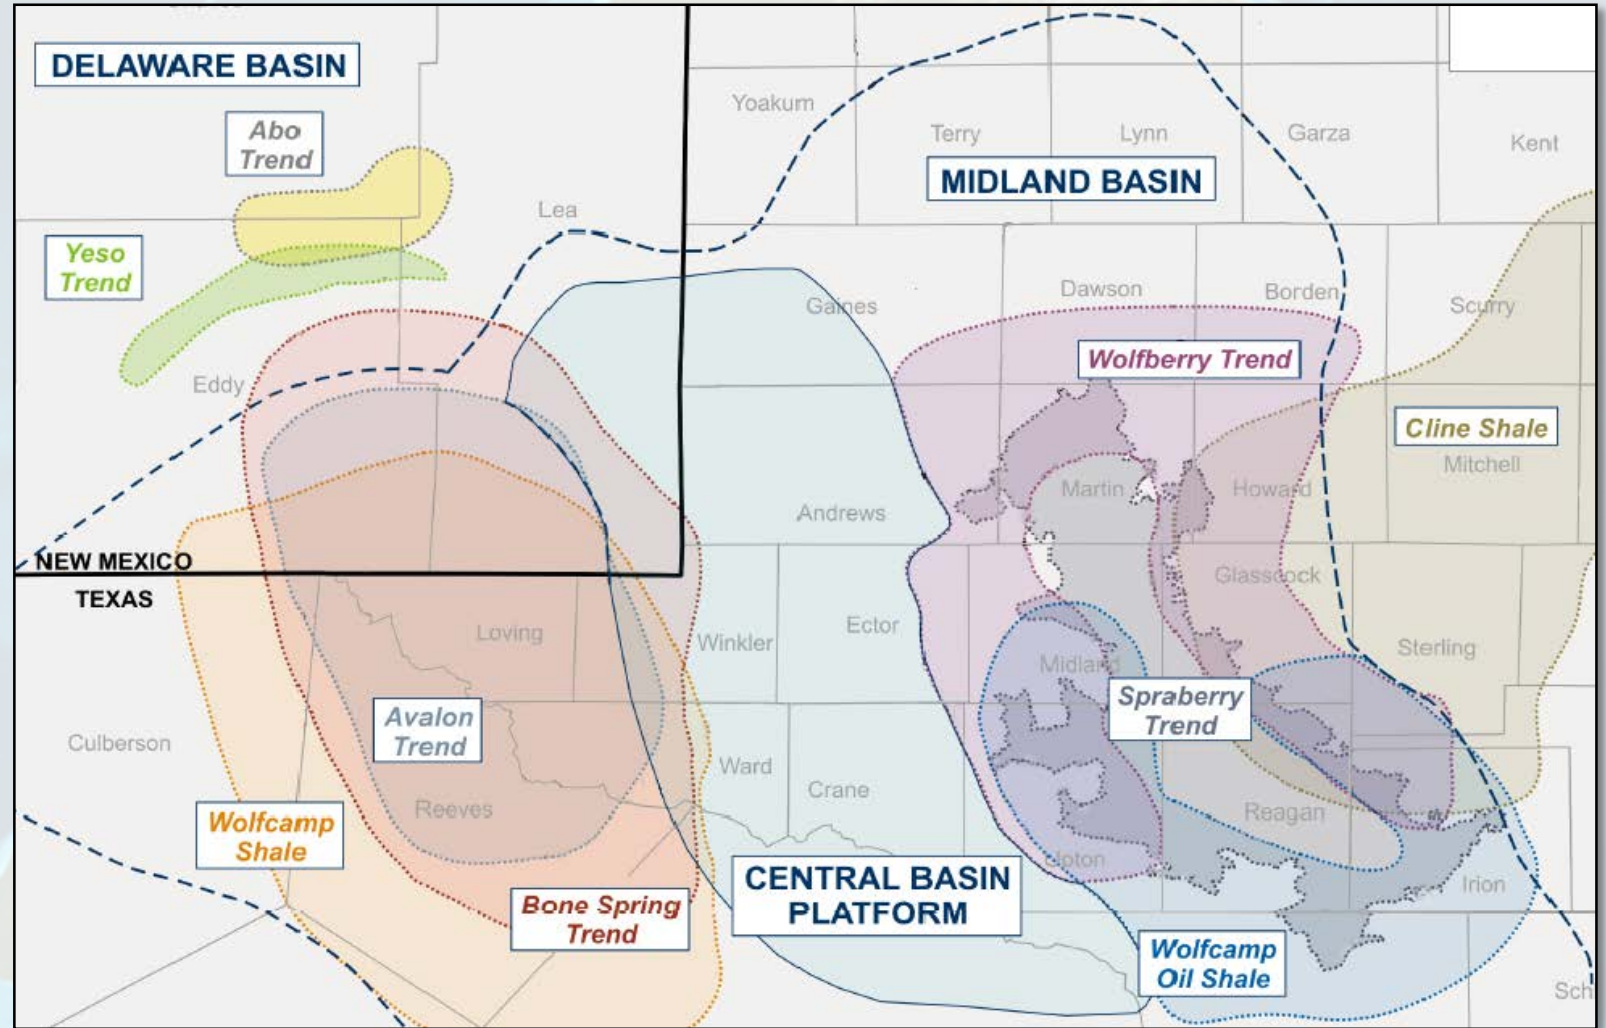 DELAWARE BASIN
Abo
Trend
Yeso
Trend
Lea
Eddy
Yoakum
Terry
Lynn
Garza
Kent
MIDLAND BASIN
Gaines
Dawson
Borden
Scurry
Wolfberry Trend
Cline Shale
Mitchell
Martin
Howard
Andrews
NEW MEXICO
TEXAS
Glasscock
Loving
Winkler
Ector
Midland
Sterling
Spraberry
Trend
Avalon
Trend
Culberson
Ward
Crane
Reeves
Reagan
Wolfcamp
Shale
Upton
Irion
CENTRAL BASIN
PLATFORM
Bone Spring
Trend
Wolfcamp
Oil Shale
Sch